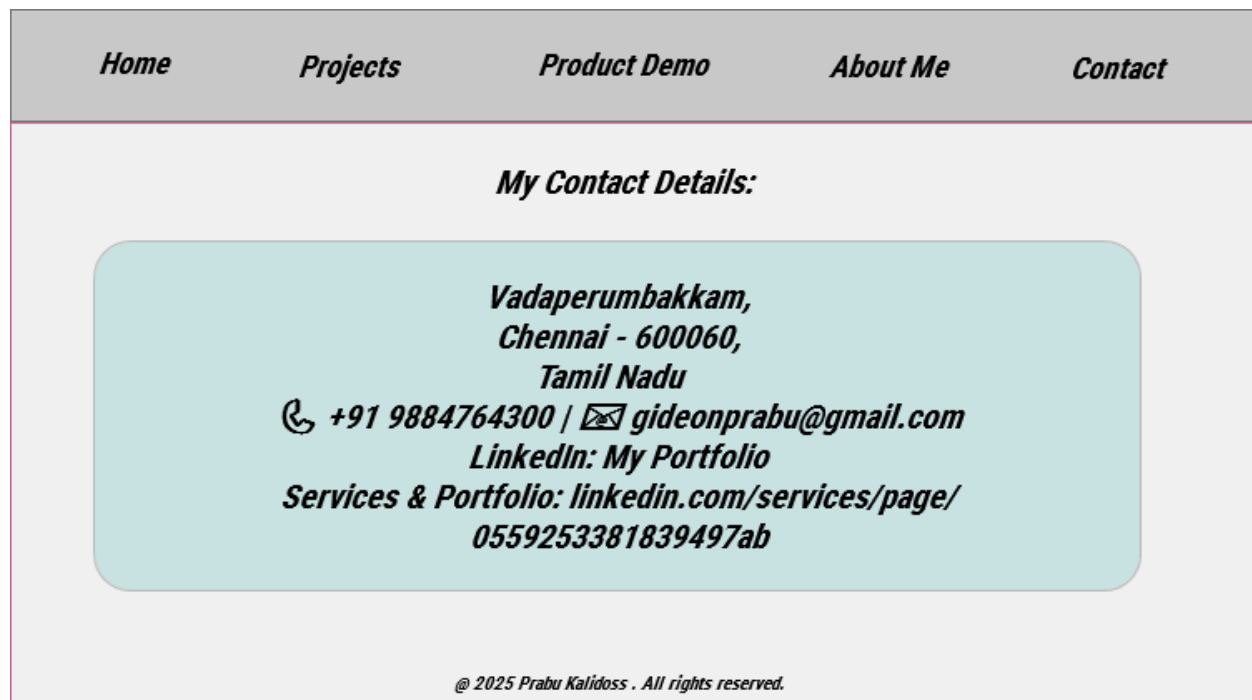 Home Projects Product Demo About Me Contact
My Contact Details:
Vadaperumbakkam,
Chennai - 600060,
Tamil Nadu
📞 +91 9884764300 | ✉ gideonprabu@gmail.com
LinkedIn: My Portfolio
Services & Portfolio: linkedin.com/services/page/
0559253381839497ab
@ 2025 Prabu Kalidoss . All rights reserved.